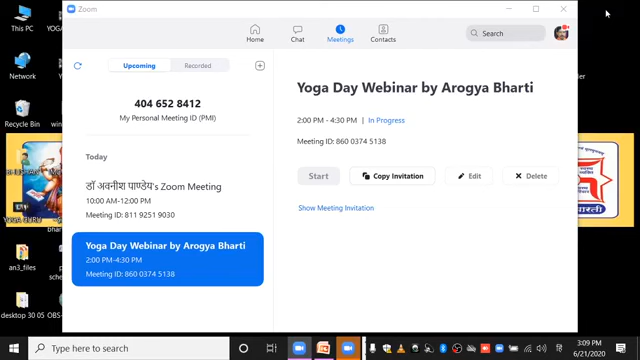 This PC
YOGA
Zoom
Home
Chat
Meetings
Contacts
Search
Upcoming
Recorded
404 652 8412
My Personal Meeting ID (PMI)
Today
डॉ अवनीश पाण्डेय's Zoom Meeting
10:00 AM-12:00 PM
Meeting ID: 811 9251 9030
Yoga Day Webinar by Arogya Bharti
2:00 PM-4:30 PM
Meeting ID: 860 0374 5138
Yoga Day Webinar by Arogya Bharti
2:00 PM - 4:30 PM | In Progress
Meeting ID: 860 0374 5138
Start
Copy Invitation
Edit
Delete
Show Meeting Invitation
Network
Recycle Bin
YOGA GURU
an3_files
desktop 30 05
OBS-
Type here to search
3:09 PM
6/21/2020